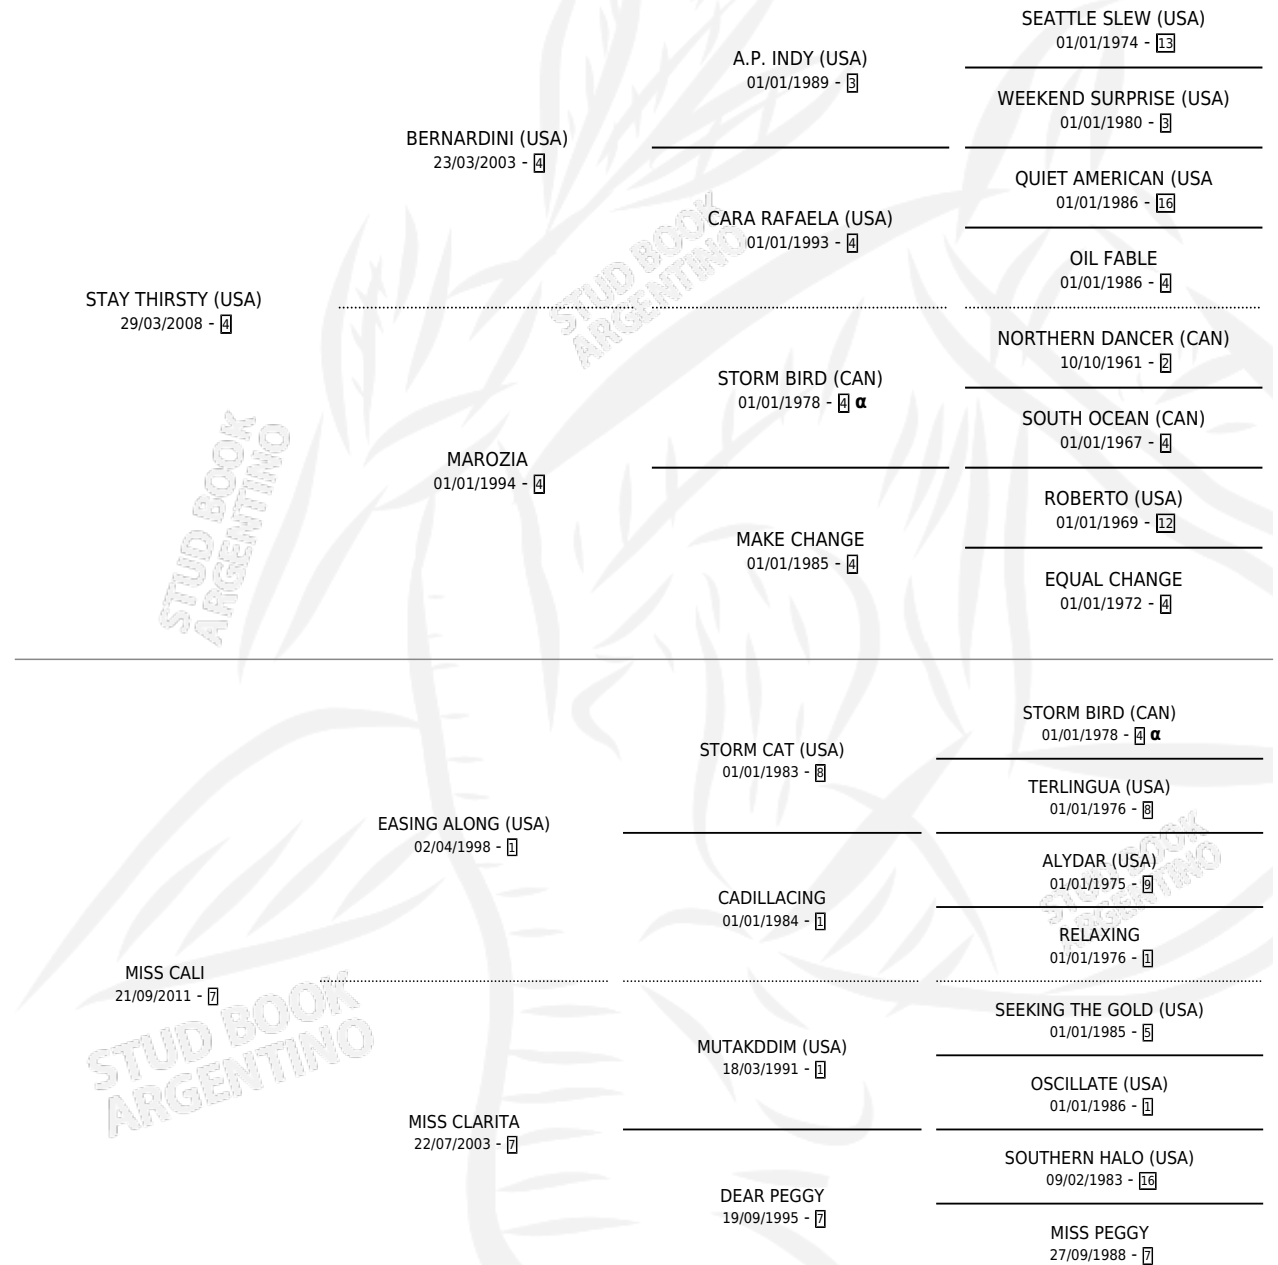 SEATTLE SLEW (USA)
01/01/1974 - 13
A.P. INDY (USA)
01/01/1989 - 3
WEEKEND SURPRISE (USA)
01/01/1980 - 3
BERNARDINI (USA)
23/03/2003 - 4
QUIET AMERICAN (USA
01/01/1986 - 16
CARA RAFAELA (USA)
01/01/1993 - 4
OIL FABLE
01/01/1986 - 4
STAY THIRSTY (USA)
29/03/2008 - 4
NORTHERN DANCER (CAN)
10/10/1961 - 2
STORM BIRD (CAN)
01/01/1978 - 4 α
SOUTH OCEAN (CAN)
01/01/1967 - 4
MAROZIA
01/01/1994 - 4
ROBERTO (USA)
01/01/1969 - 12
MAKE CHANGE
01/01/1985 - 4
EQUAL CHANGE
01/01/1972 - 4
STORM BIRD (CAN)
01/01/1978 - 4 α
STORM CAT (USA)
01/01/1983 - 8
TERLINGUA (USA)
01/01/1976 - 8
EASING ALONG (USA)
02/04/1998 - 1
ALYDAR (USA)
01/01/1975 - 9
CADILLACING
01/01/1984 - 1
RELAXING
01/01/1976 - 1
MISS CALI
21/09/2011 - 7
SEEKING THE GOLD (USA)
01/01/1985 - 5
MUTAKDDIM (USA)
18/03/1991 - 1
OSCILLATE (USA)
01/01/1986 - 1
MISS CLARITA
22/07/2003 - 7
SOUTHERN HALO (USA)
09/02/1983 - 16
DEAR PEGGY
19/09/1995 - 7
MISS PEGGY
27/09/1988 - 7
STUD BOOK
ARGENTINO
STUD BOOK
ARGENTINO
STUD BOOK
ARGENTINO
STUD BOOK
ARGENTINO